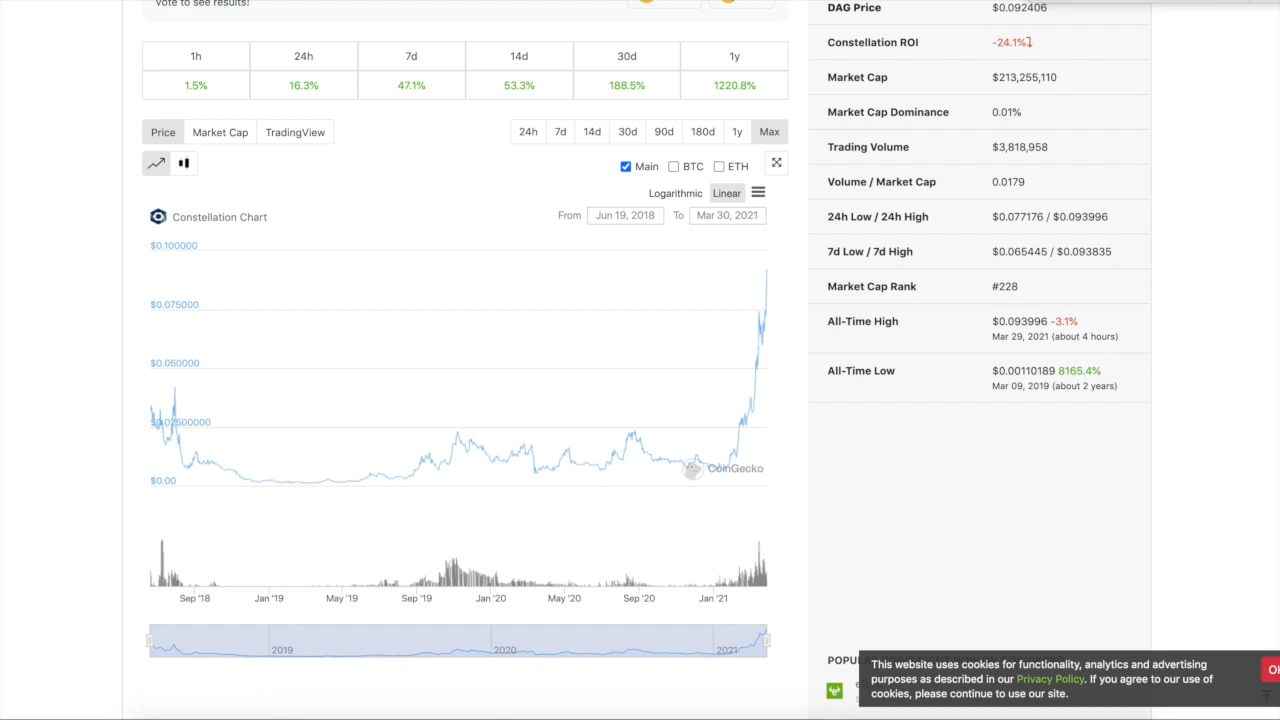 vote to see results!
1h 24h 7d 14d 30d 1y
1.5% 16.3% 47.1% 53.3% 188.5% 1220.8%
Price Market Cap TradingView
24h 7d 14d 30d 90d 180d 1y Max
Main BTC ETH
Logarithmic Linear
Constellation Chart
From Jun 19, 2018 To Mar 30, 2021
$0.100000
$0.075000
$0.050000
$0.02500000
$0.00
CoinGecko
Sep '18 Jan '19 May '19 Sep '19 Jan '20 May '20 Sep '20 Jan '21
2019 2020 2021
DAG Price $0.092406
Constellation ROI -24.1%
Market Cap $213,255,110
Market Cap Dominance 0.01%
Trading Volume $3,818,958
Volume / Market Cap 0.0179
24h Low / 24h High $0.077176 / $0.093996
7d Low / 7d High $0.065445 / $0.093835
Market Cap Rank #228
All-Time High $0.093996 -3.1%
Mar 29, 2021 (about 4 hours)
All-Time Low $0.00110189 8165.4%
Mar 09, 2019 (about 2 years)
POPU
This website uses cookies for functionality, analytics and advertising
purposes as described in our Privacy Policy. If you agree to our use of
cookies, please continue to use our site.
OK